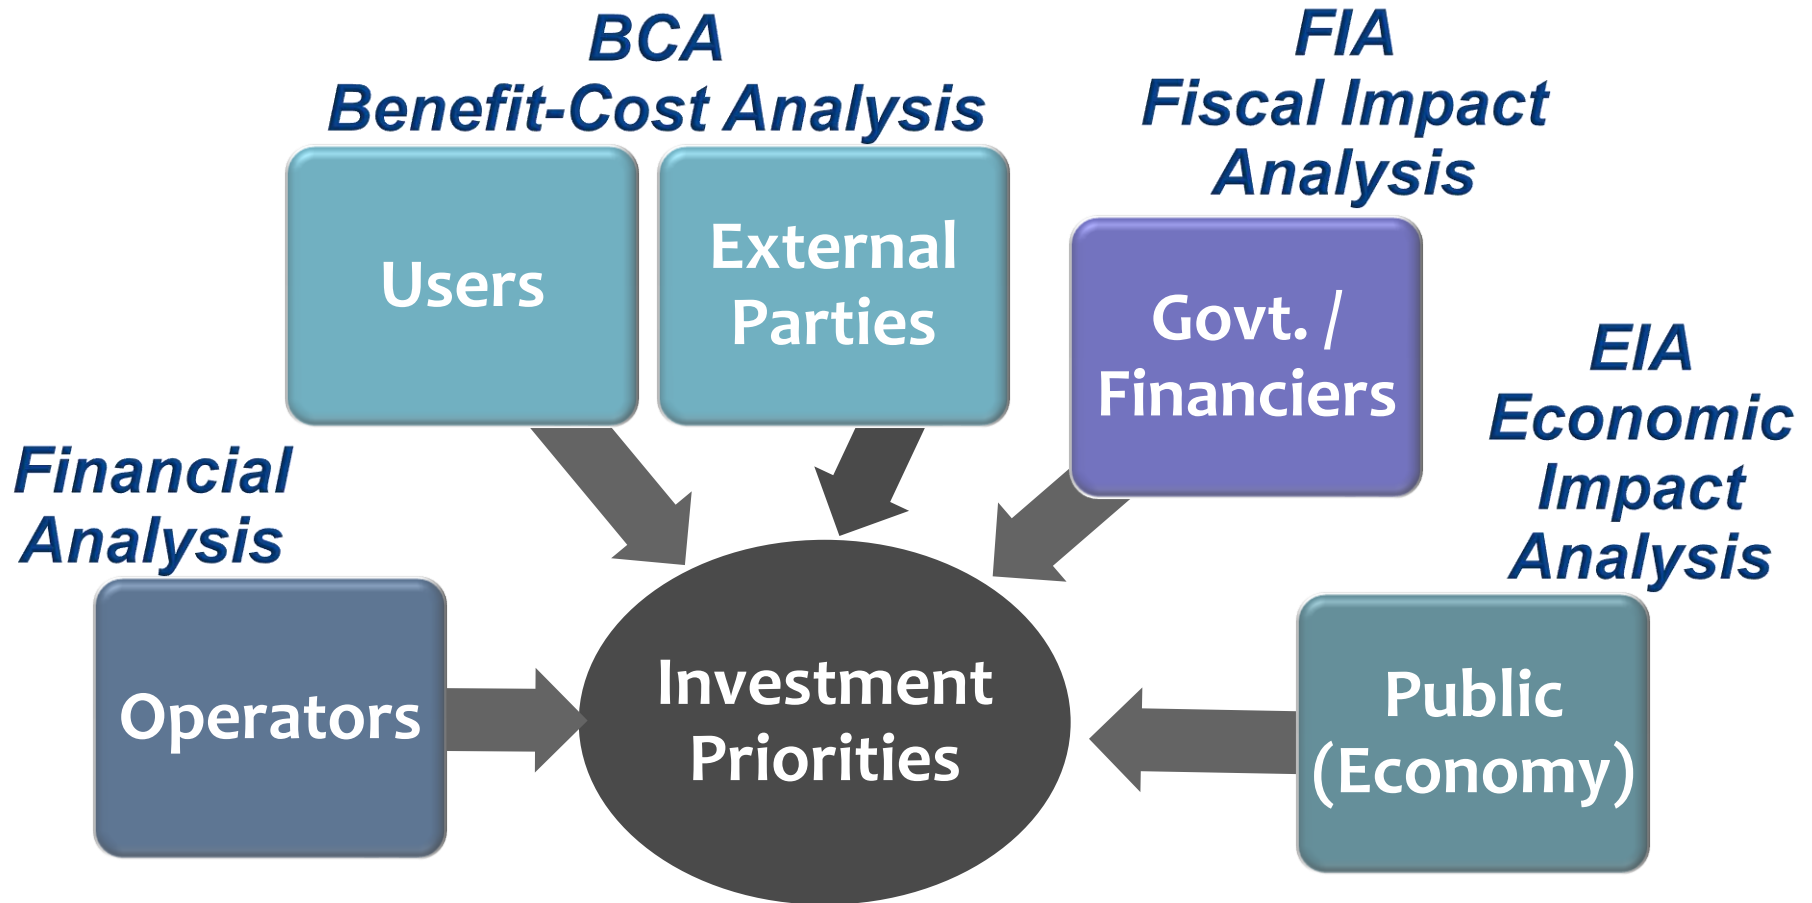 BCA
Benefit-Cost Analysis
FIA
Fiscal Impact
Analysis
Users
External
Parties
Govt. /
Financiers
EIA
Economic
Impact
Analysis
Financial
Analysis
Operators
Investment
Priorities
Public
(Economy)